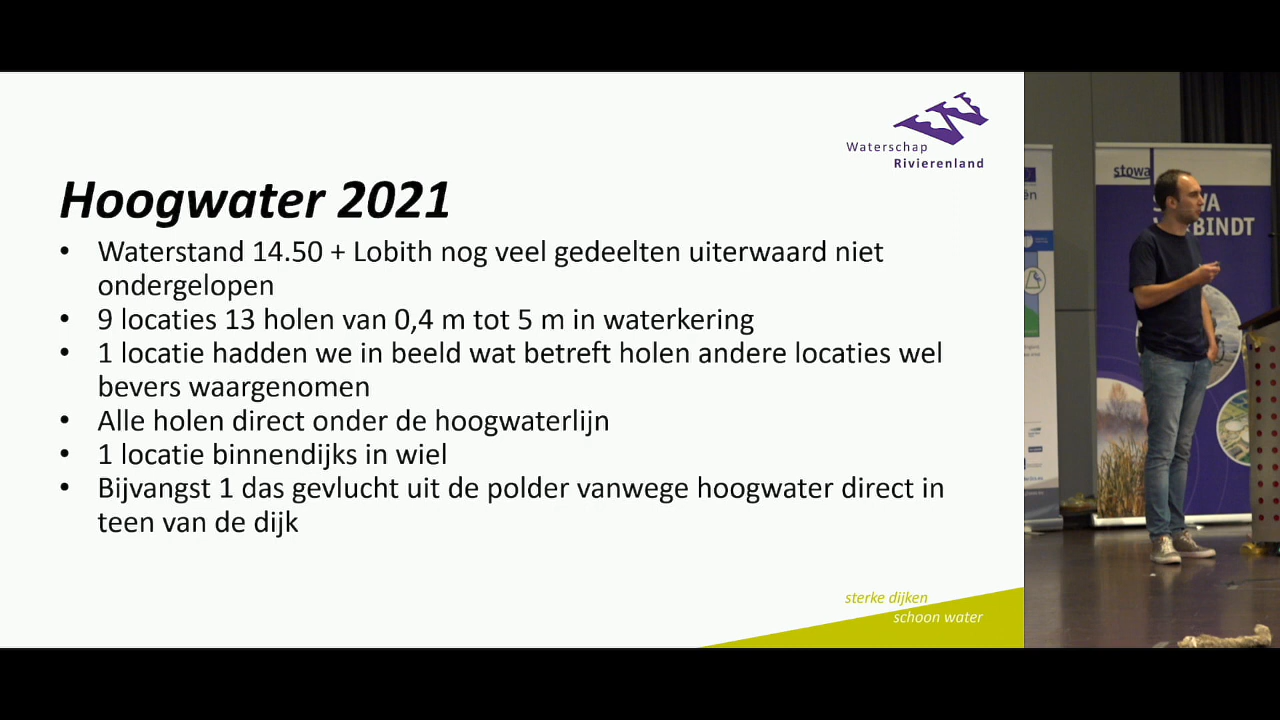 Waterschap
Rivierenland
Hoogwater 2021
• Waterstand 14.50 + Lobith nog veel gedeelten uiterwaard niet
ondergelopen
• 9 locaties 13 holen van 0,4 m tot 5 m in waterkering
• 1 locatie hadden we in beeld wat betreft holen andere locaties wel
bevers waargenomen
• Alle holen direct onder de hoogwaterlijn
• 1 locatie binnendijks in wiel
• Bijvangst 1 das gevlucht uit de polder vanwege hoogwater direct in
teen van de dijk
sterke dijken
schoon water
stowa